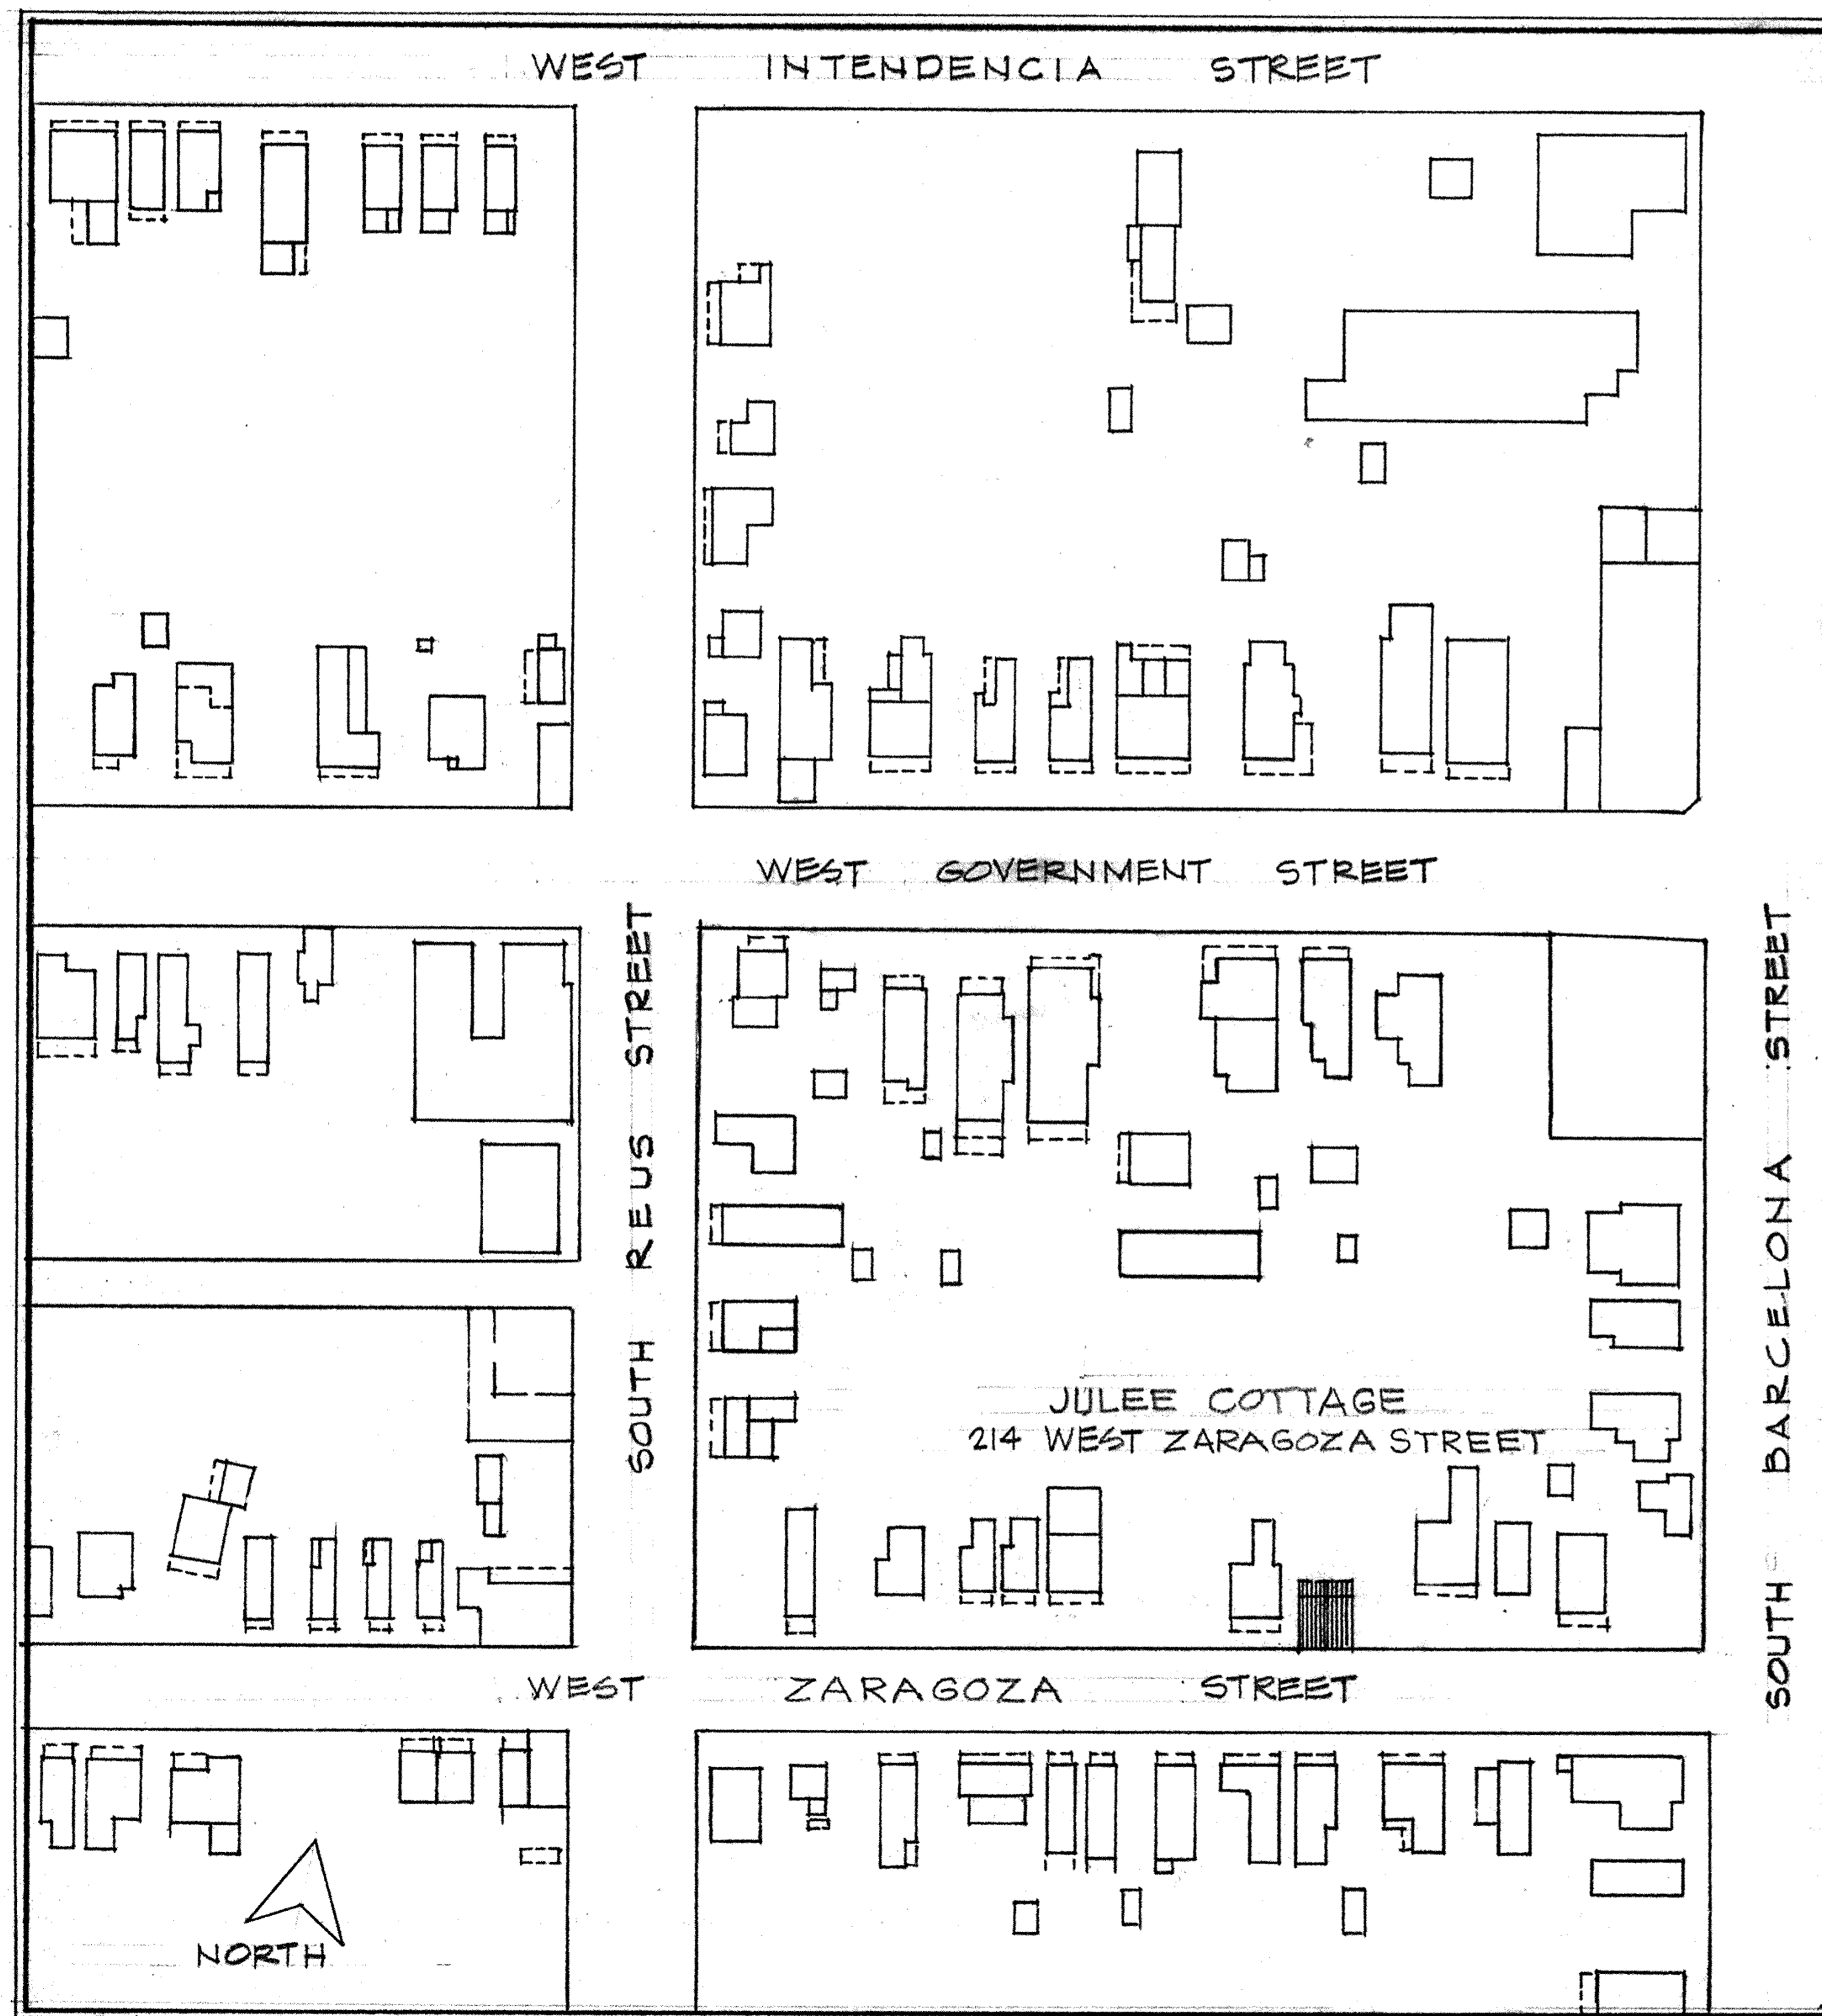 WEST INTENDENCIA STREET
WEST GOVERNMENT STREET
SOUTH REUS STREET
SOUTH BARCELONA STREET
JULEE COTTAGE
214 WEST ZARAGOZA STREET
WEST ZARAGOZA STREET
NORTH